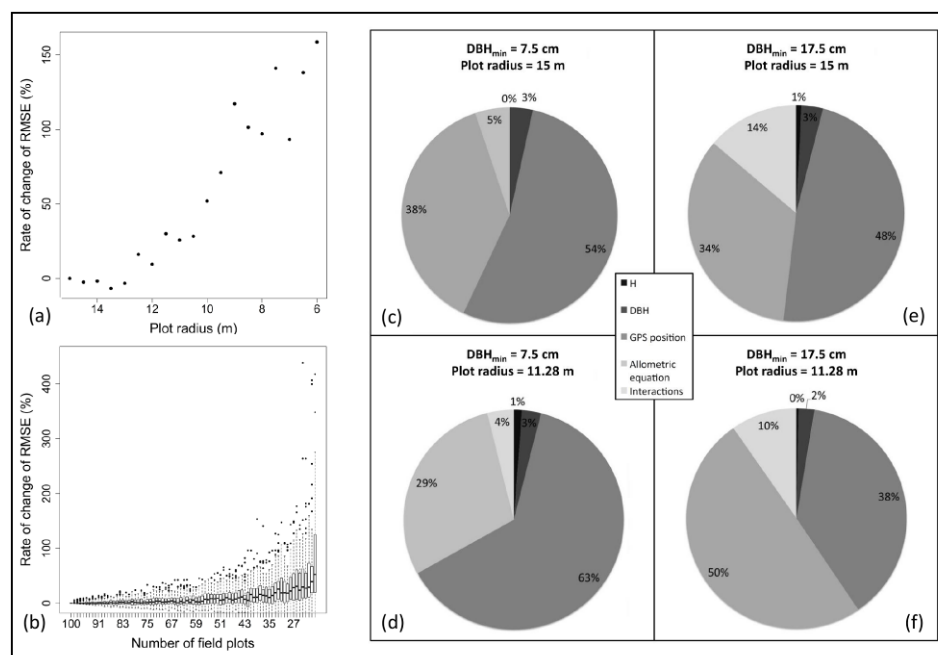 Rate of change of RMSE (%)
150
100
50
0
14
12
10
8
6
Plot radius (m)
(a)
Rate of change of RMSE (%)
400
300
200
100
0
100
91
83
75
67
59
51
43
35
27
Number of field plots
(b)
DBHmin = 7.5 cm
Plot radius = 15 m
0%
3%
5%
38%
54%
(c)
DBHmin = 17.5 cm
Plot radius = 15 m
1%
3%
14%
34%
48%
(e)
H
DBH
GPS position
Allometric
equation
Interactions
DBHmin = 7.5 cm
Plot radius = 11.28 m
1%
3%
4%
29%
63%
(d)
DBHmin = 17.5 cm
Plot radius = 11.28 m
0%
2%
10%
38%
50%
(f)